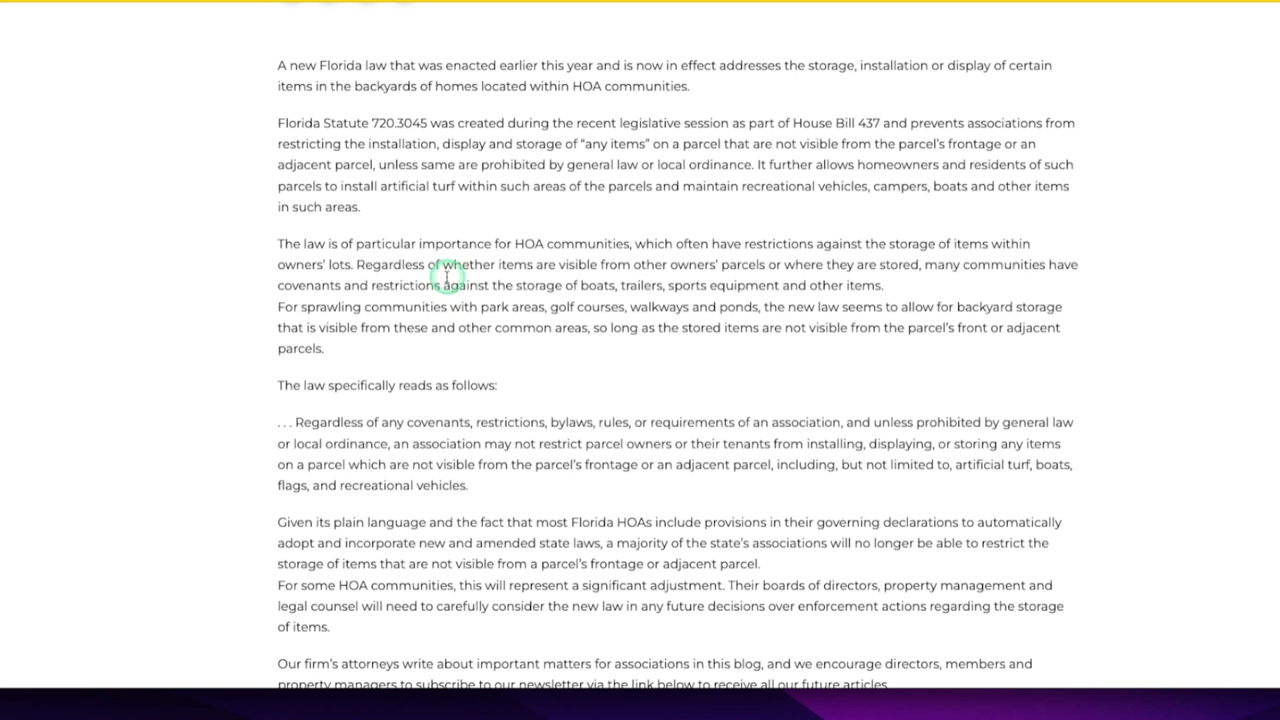 A new Florida law that was enacted earlier this year and is now in effect addresses the storage, installation or display of certain
items in the backyards of homes located within HOA communities.
Florida Statute 720.3045 was created during the recent legislative session as part of House Bill 437 and prevents associations from
restricting the installation, display and storage of “any items” on a parcel that are not visible from the parcel’s frontage or an
adjacent parcel, unless same are prohibited by general law or local ordinance. It further allows homeowners and residents of such
parcels to install artificial turf within such areas of the parcels and maintain recreational vehicles, campers, boats and other items
in such areas.
The law is of particular importance for HOA communities, which often have restrictions against the storage of items within
owners’ lots. Regardless of whether items are visible from other owners’ parcels or where they are stored, many communities have
covenants and restrictions against the storage of boats, trailers, sports equipment and other items.
For sprawling communities with park areas, golf courses, walkways and ponds, the new law seems to allow for backyard storage
that is visible from these and other common areas, so long as the stored items are not visible from the parcel’s front or adjacent
parcels.
The law specifically reads as follows:
. . . Regardless of any covenants, restrictions, bylaws, rules, or requirements of an association, and unless prohibited by general law
or local ordinance, an association may not restrict parcel owners or their tenants from installing, displaying, or storing any items
on a parcel which are not visible from the parcel’s frontage or an adjacent parcel, including, but not limited to, artificial turf, boats,
flags, and recreational vehicles.
Given its plain language and the fact that most Florida HOAs include provisions in their governing declarations to automatically
adopt and incorporate new and amended state laws, a majority of the state’s associations will no longer be able to restrict the
storage of items that are not visible from a parcel’s frontage or adjacent parcel.
For some HOA communities, this will represent a significant adjustment. Their boards of directors, property management and
legal counsel will need to carefully consider the new law in any future decisions over enforcement actions regarding the storage
of items.
Our firm’s attorneys write about important matters for associations in this blog, and we encourage directors, members and
property managers to subscribe to our newsletter via the link below to receive all our future articles.